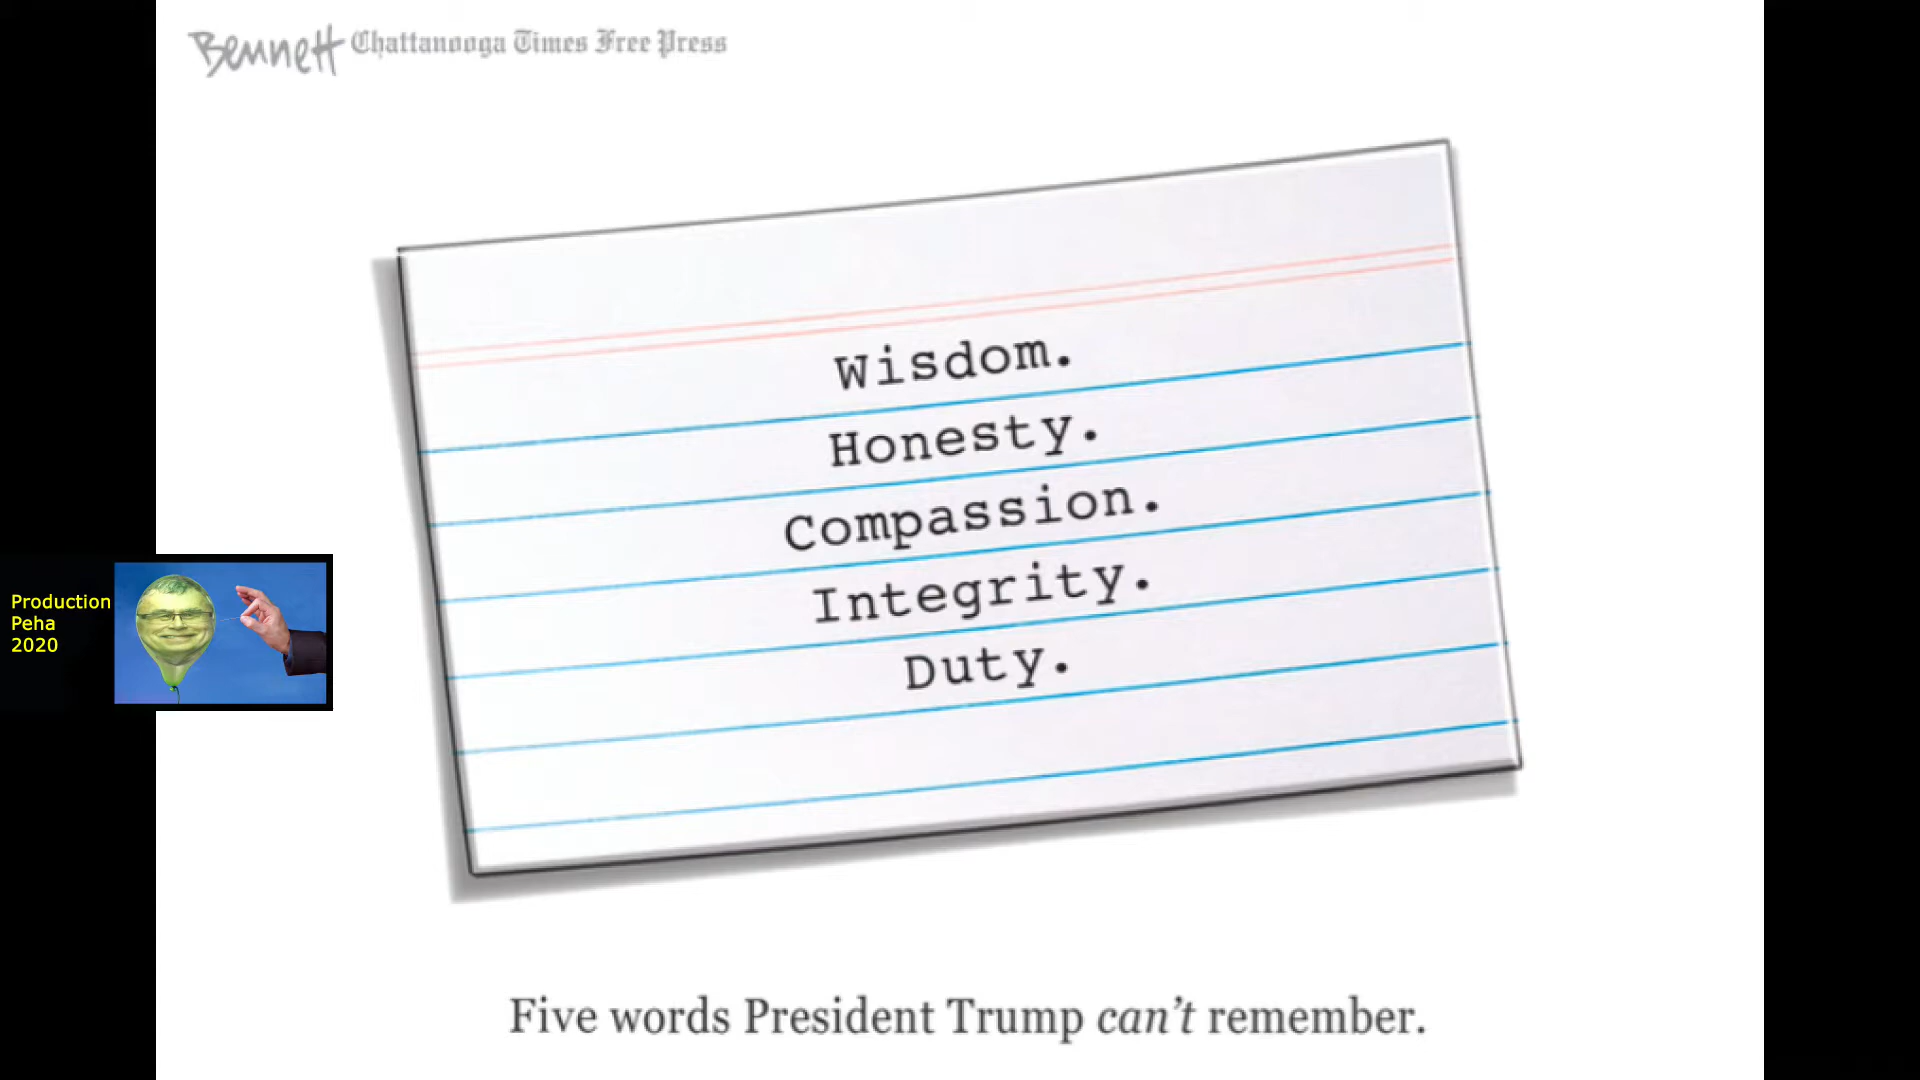 Bennett Chattanooga Times Free Press
Wisdom.
Honesty.
Compassion.
Integrity.
Duty.
Production
Peha
2020
Five words President Trump can't remember.